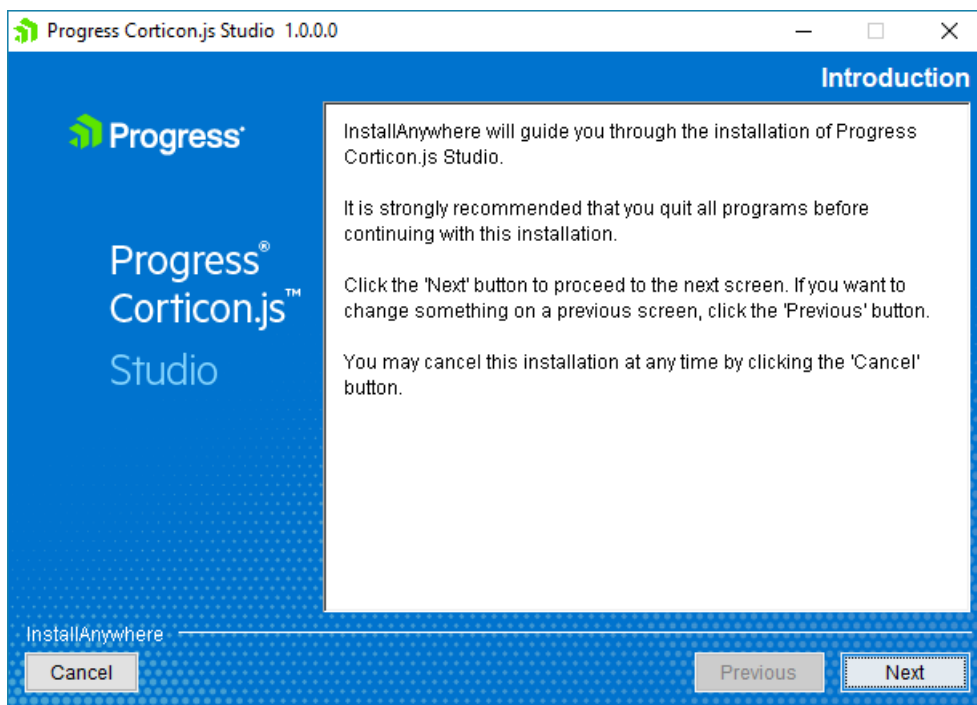 Progress Corticon.js Studio 1.0.0.0
Introduction
Progress
Progress®
Corticon.js™
Studio
InstallAnywhere will guide you through the installation of Progress
Corticon.js Studio.
It is strongly recommended that you quit all programs before
continuing with this installation.
Click the 'Next' button to proceed to the next screen. If you want to
change something on a previous screen, click the 'Previous' button.
You may cancel this installation at any time by clicking the 'Cancel'
button.
InstallAnywhere
Cancel
Previous
Next